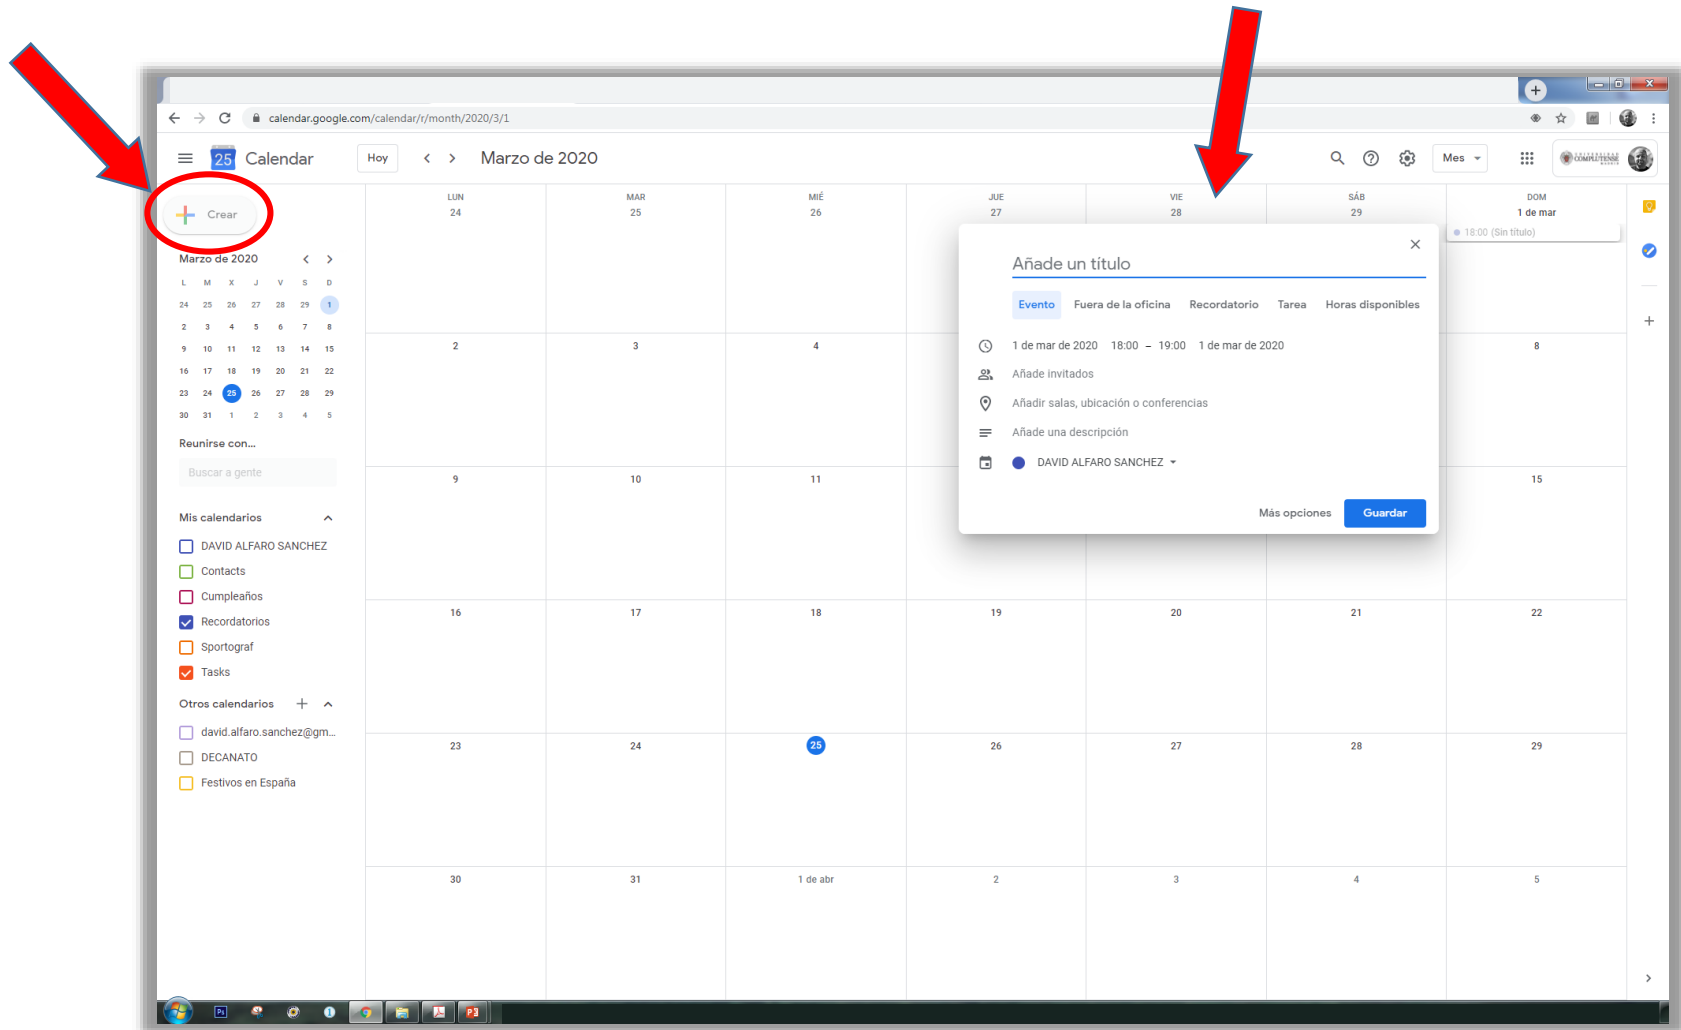 calendar.google.com/calendar/r/month/2020/3/1
25 Calendar Hoy Marzo de 2020 Mes
UNIVERSIDAD COMPLUTENSE MADRID
Crear
Marzo de 2020
L M X J V S D
24 25 26 27 28 29 1
2 3 4 5 6 7 8
9 10 11 12 13 14 15
16 17 18 19 20 21 22
23 24 25 26 27 28 29
30 31 1 2 3 4 5
Reunirse con...
Buscar a gente
Mis calendarios
DAVID ALFARO SANCHEZ
Contacts
Cumpleaños
Recordatorios
Sportograf
Tasks
Otros calendarios
david.alfaro.sanchez@gm...
DECANATO
Festivos en España
LUN MAR MIÉ JUE VIE SÁB DOM
24 25 26 27 28 29 1 de mar
18:00 (Sin título)
Añade un título
Evento Fuera de la oficina Recordatorio Tarea Horas disponibles
1 de mar de 2020 18:00 – 19:00 1 de mar de 2020
Añade invitados
Añadir salas, ubicación o conferencias
Añade una descripción
DAVID ALFARO SANCHEZ
Más opciones Guardar
2 3 4 8
9 10 11 15
16 17 18 19 20 21 22
23 24 25 26 27 28 29
30 31 1 de abr 2 3 4 5
Ps